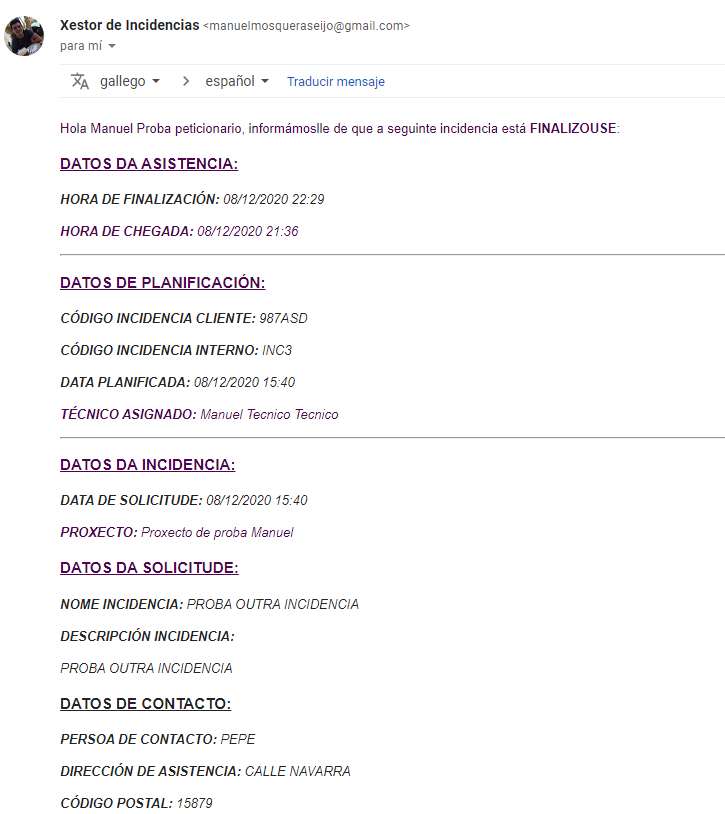 Xestor de Incidencias <manuelmosqueraseijo@gmail.com>
para mí
gallego > español Traducir mensaje
Hola Manuel Proba peticionario, informámoslle de que a seguinte incidencia está FINALIZOUSE:
DATOS DA ASISTENCIA:
HORA DE FINALIZACIÓN: 08/12/2020 22:29
HORA DE CHEGADA: 08/12/2020 21:36
DATOS DE PLANIFICACIÓN:
CÓDIGO INCIDENCIA CLIENTE: 987ASD
CÓDIGO INCIDENCIA INTERNO: INC3
DATA PLANIFICADA: 08/12/2020 15:40
TÉCNICO ASIGNADO: Manuel Tecnico Tecnico
DATOS DA INCIDENCIA:
DATA DE SOLICITUDE: 08/12/2020 15:40
PROXECTO: Proxecto de proba Manuel
DATOS DA SOLICITUDE:
NOME INCIDENCIA: PROBA OUTRA INCIDENCIA
DESCRIPCIÓN INCIDENCIA:
PROBA OUTRA INCIDENCIA
DATOS DE CONTACTO:
PERSOA DE CONTACTO: PEPE
DIRECCIÓN DE ASISTENCIA: CALLE NAVARRA
CÓDIGO POSTAL: 15879